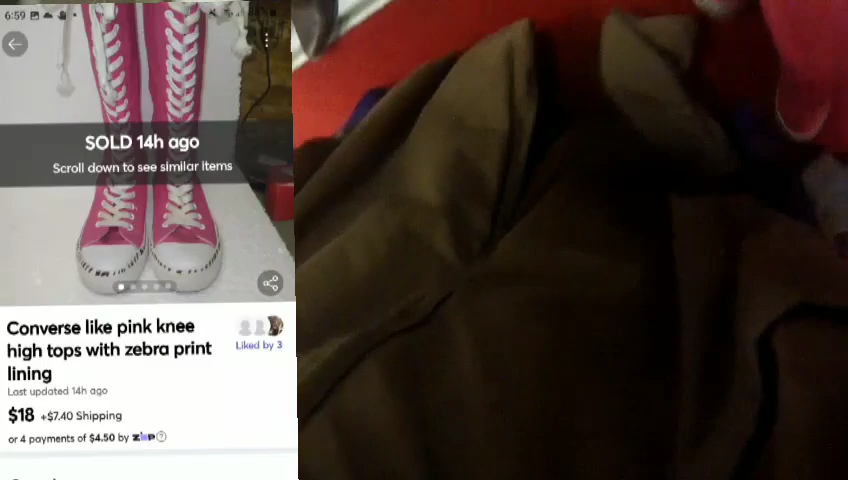 6:59
SOLD 14h ago
Scroll down to see similar items
Converse like pink knee
high tops with zebra print
lining
Liked by 3
Last updated 14h ago
$18 +$7.40 Shipping
or 4 payments of $4.50 by ZIP ?